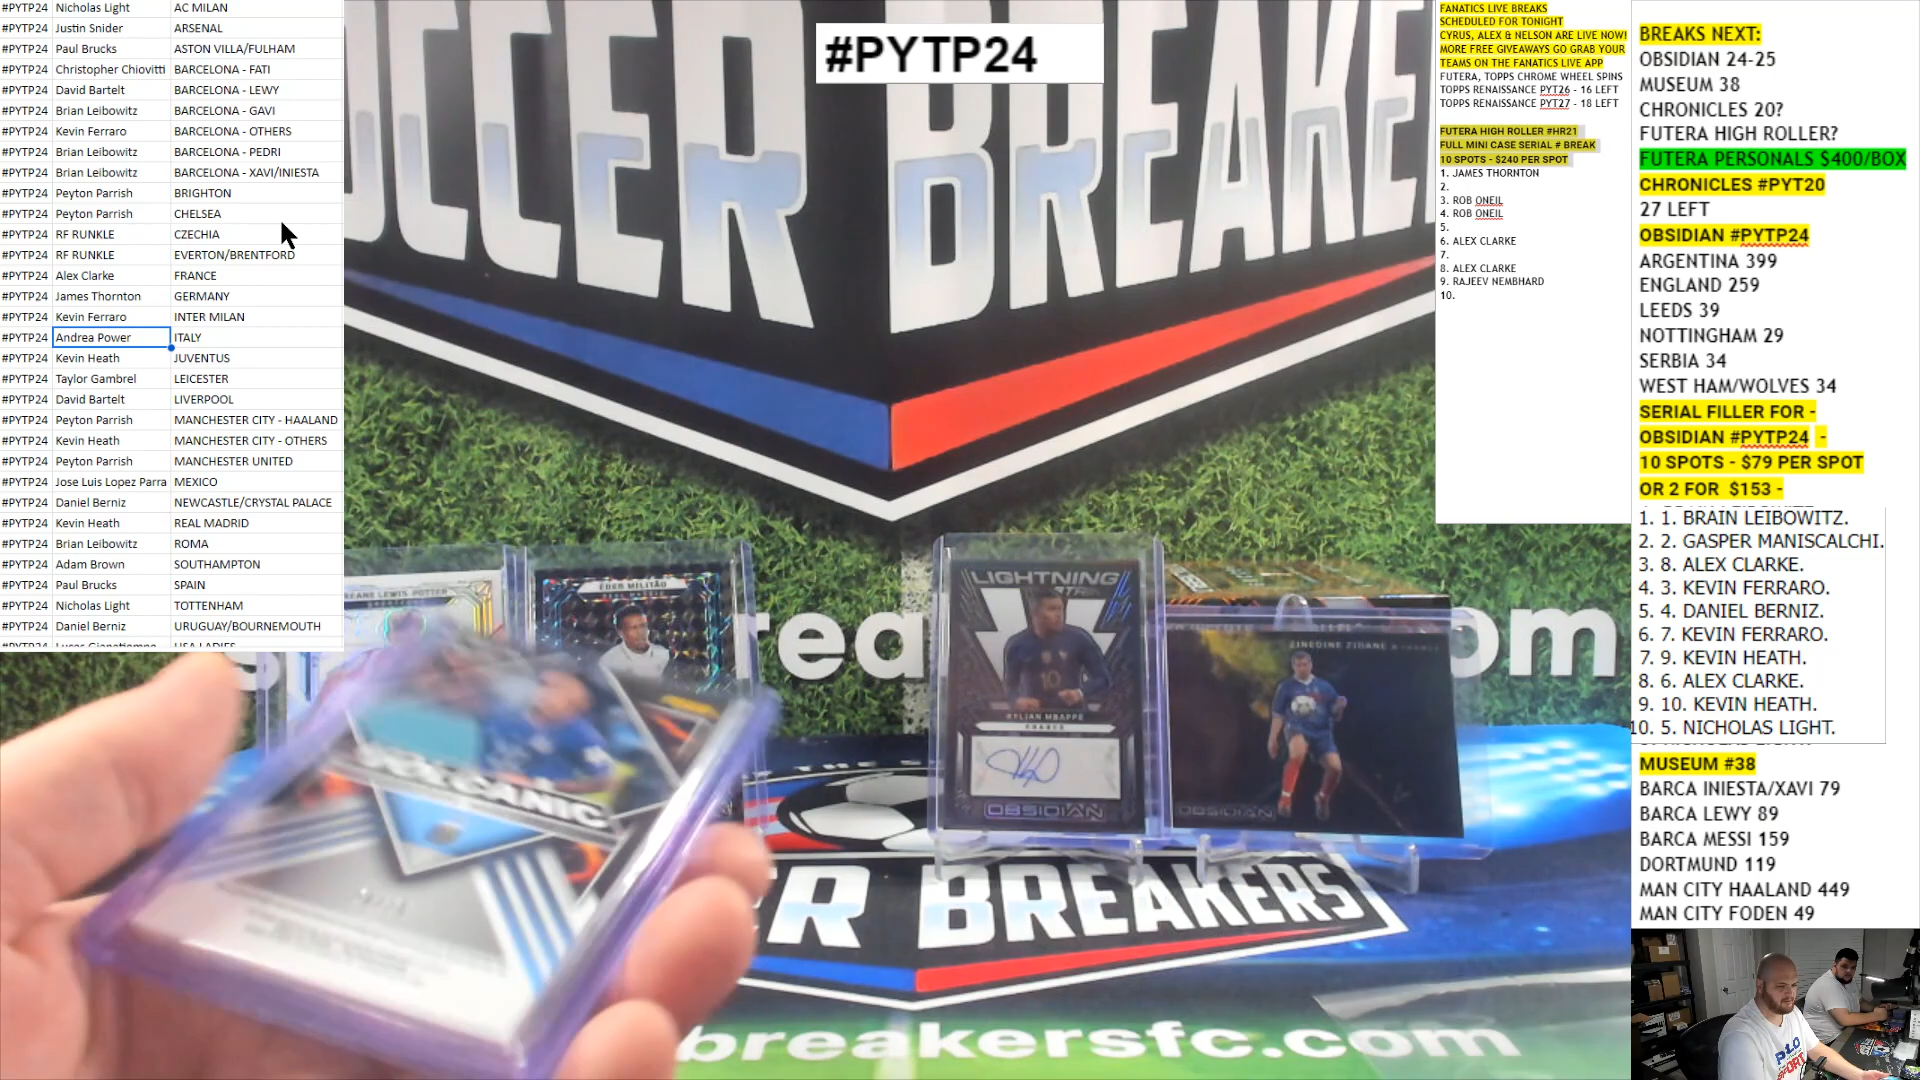 #PYTP24 Nicholas Light AC MILAN
#PYTP24 Justin Snider ARSENAL
#PYTP24 Paul Brucks ASTON VILLA/FULHAM
#PYTP24 Christopher Chiovitti BARCELONA - FATI
#PYTP24 David Bartelt BARCELONA - LEWY
#PYTP24 Brian Leibowitz BARCELONA - GAVI
#PYTP24 Kevin Ferraro BARCELONA - OTHERS
#PYTP24 Brian Leibowitz BARCELONA - PEDRI
#PYTP24 Brian Leibowitz BARCELONA - XAVI/INIESTA
#PYTP24 Peyton Parrish BRIGHTON
#PYTP24 Peyton Parrish CHELSEA
#PYTP24 RF RUNKLE CZECHIA
#PYTP24 RF RUNKLE EVERTON/BRENTFORD
#PYTP24 Alex Clarke FRANCE
#PYTP24 James Thornton GERMANY
#PYTP24 Kevin Ferraro INTER MILAN
#PYTP24 Andrea Power ITALY
#PYTP24 Kevin Heath JUVENTUS
#PYTP24 Taylor Gambrel LEICESTER
#PYTP24 David Bartelt LIVERPOOL
#PYTP24 Peyton Parrish MANCHESTER CITY - HAALAND
#PYTP24 Kevin Heath MANCHESTER CITY - OTHERS
#PYTP24 Peyton Parrish MANCHESTER UNITED
#PYTP24 Jose Luis Lopez Parra MEXICO
#PYTP24 Daniel Berniz NEWCASTLE/CRYSTAL PALACE
#PYTP24 Kevin Heath REAL MADRID
#PYTP24 Brian Leibowitz ROMA
#PYTP24 Adam Brown SOUTHAMPTON
#PYTP24 Paul Brucks SPAIN
#PYTP24 Nicholas Light TOTTENHAM
#PYTP24 Daniel Berniz URUGUAY/BOURNEMOUTH
#PYTP24
OCCER BREAKE
#PYTP24
FANATICS LIVE BREAKS
SCHEDULED FOR TONIGHT
CYRUS, ALEX & NELSON ARE LIVE NOW!
MORE FREE GIVEAWAYS GO GRAB YOUR
TEAMS ON THE FANATICS LIVE APP
FUTERA, TOPPS CHROME WHEEL SPINS
TOPPS RENAISSANCE PYT26 - 16 LEFT
TOPPS RENAISSANCE PYT27 - 18 LEFT
FUTERA HIGH ROLLER #HR21
FULL MINI CASE SERIAL # BREAK
10 SPOTS - $240 PER SPOT
1. JAMES THORNTON
2.
3. ROB ONEIL
4. ROB ONEIL
5.
6. ALEX CLARKE
7.
8. ALEX CLARKE
9. RAJEEV NEMBHARD
10.
BREAKS NEXT:
OBSIDIAN 24-25
MUSEUM 38
CHRONICLES 20?
FUTERA HIGH ROLLER?
FUTERA PERSONALS $400/BOX
CHRONICLES #PYT20
27 LEFT
OBSIDIAN #PYTP24
ARGENTINA 399
ENGLAND 259
LEEDS 39
NOTTINGHAM 29
SERBIA 34
WEST HAM/WOLVES 34
SERIAL FILLER FOR -
OBSIDIAN #PYTP24 -
10 SPOTS - $79 PER SPOT
OR 2 FOR $153 -
1. 1. BRAIN LEIBOWITZ.
2. 2. GASPER MANISCALCHI.
3. 8. ALEX CLARKE.
4. 3. KEVIN FERRARO.
5. 4. DANIEL BERNIZ.
6. 7. KEVIN FERRARO.
7. 9. KEVIN HEATH.
8. 6. ALEX CLARKE.
9. 10. KEVIN HEATH.
10. 5. NICHOLAS LIGHT.
MUSEUM #38
BARCA INIESTA/XAVI 79
BARCA LEWY 89
BARCA MESSI 159
DORTMUND 119
MAN CITY HAALAND 449
MAN CITY FODEN 49
KEANE LEWIS-POTTER
ÉDER MILITÃO
REAL MADRID
LIGHTNING
KYLIAN MBAPPÉ
FRANCE
OBSIDIAN
ZINEDINE ZIDANE
OBSIDIAN
VOLCANIC
rea
om
R BREAKERS
breakersfc.com